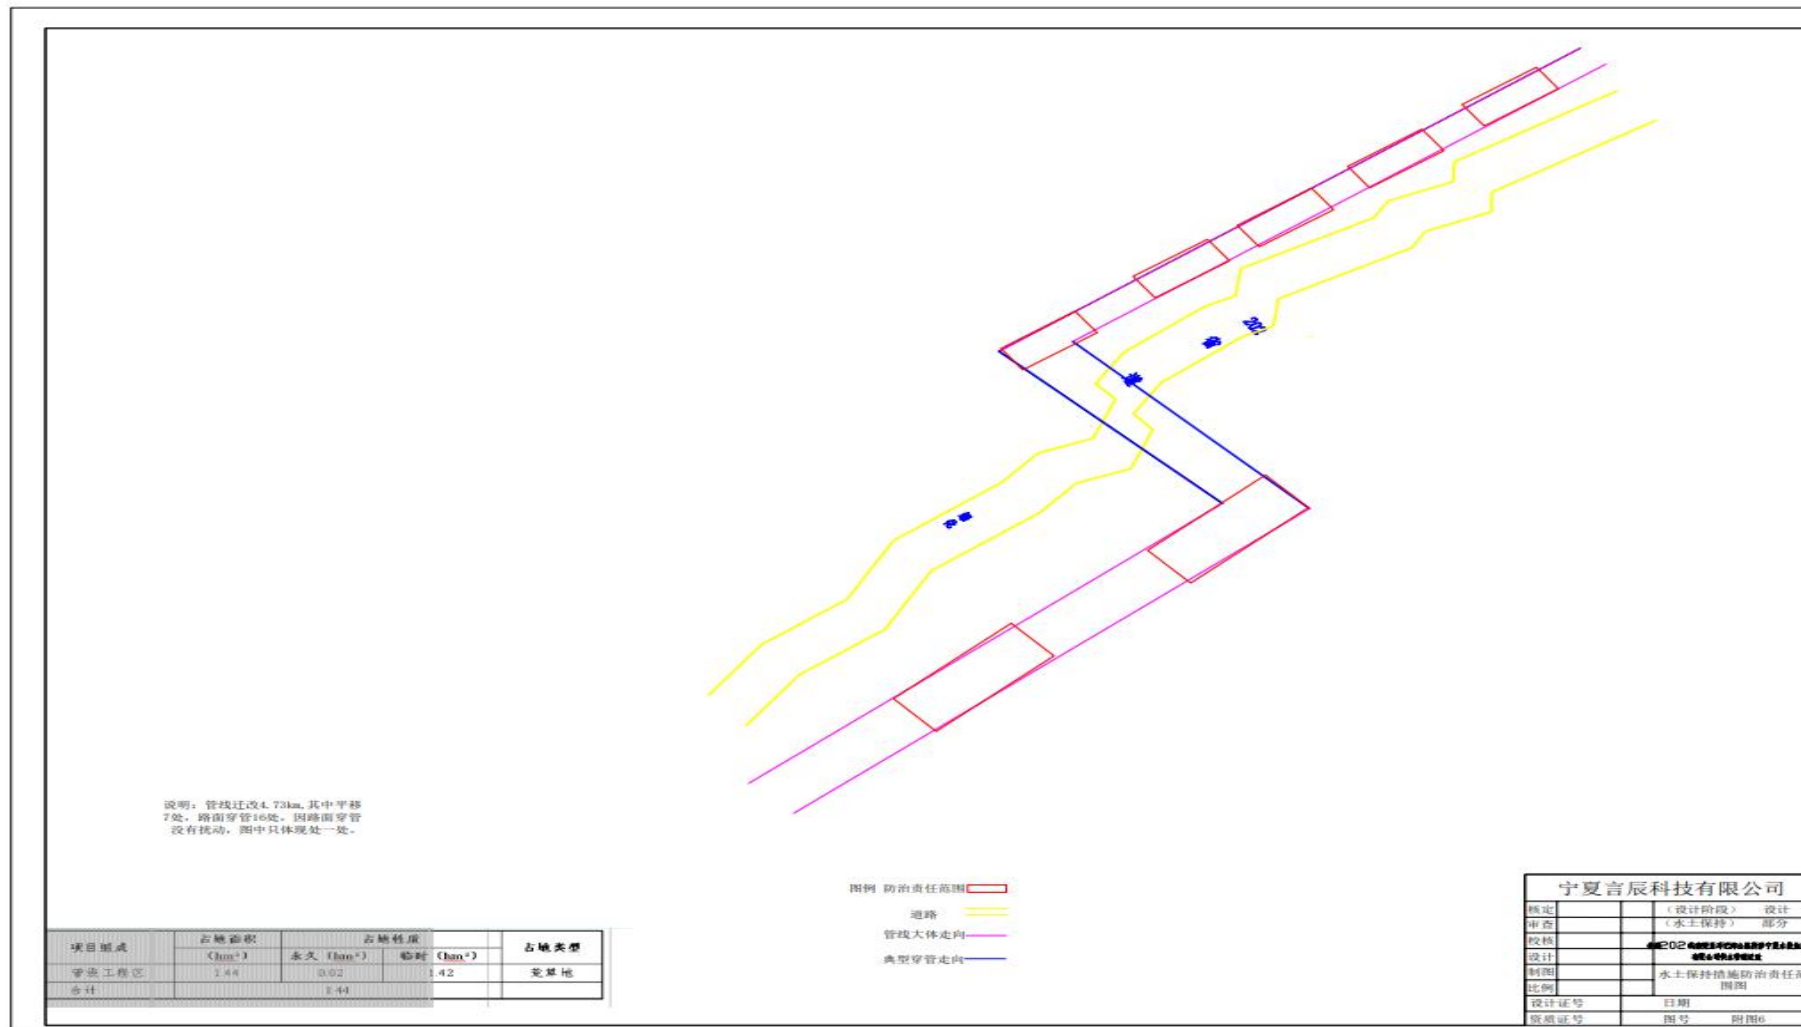 202
省
道
省道
说明：管线迁改4.73km,其中平移
7处，路面穿管16处。因路面穿管
没有扰动，图中只体现处一处。
图例 防治责任范围
道路
管线大体走向
典型穿管走向
项目组成 占地面积 占地性质 占地类型
（hm²） 永久（hm²） 临时（hm²）
管线工程区 1.44 0.02 1.42 荒草地
合计 1.44
宁夏言辰科技有限公司
核定 （设计阶段） 设计
审查 （水土保持） 部分
校核 202
设计
制图 水土保持措施防治责任范
比例 围图
设计证号 日期
资质证号 图号 附图6